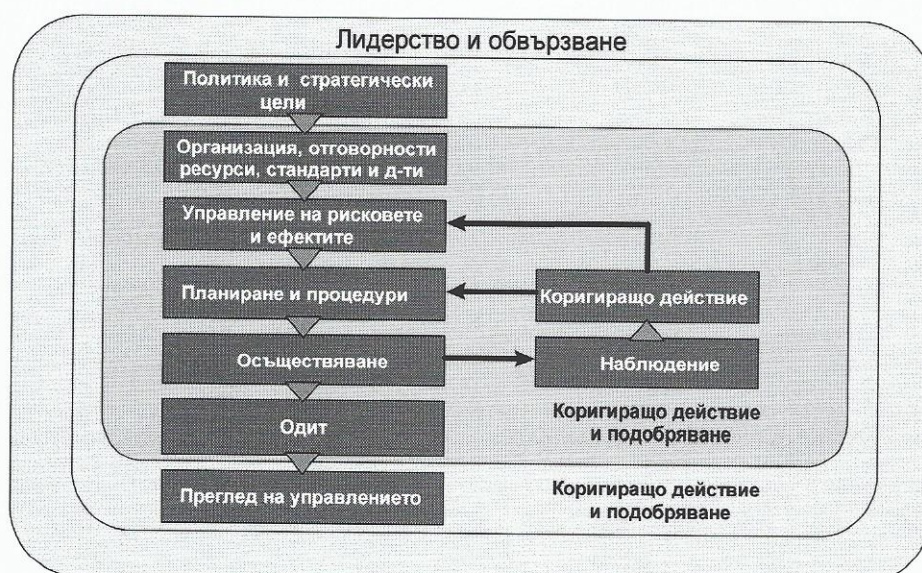 Лидерство и обвързване
Политика и стратегически
цели
Организация, отговорности
ресурси, стандарти и д-ти
Управление на рисковете
и ефектите
Планиране и процедури
Коригиращо действие
Осъществяване
Наблюдение
Одит
Коригиращо действие
и подобряване
Преглед на управлението
Коригиращо действие
и подобряване